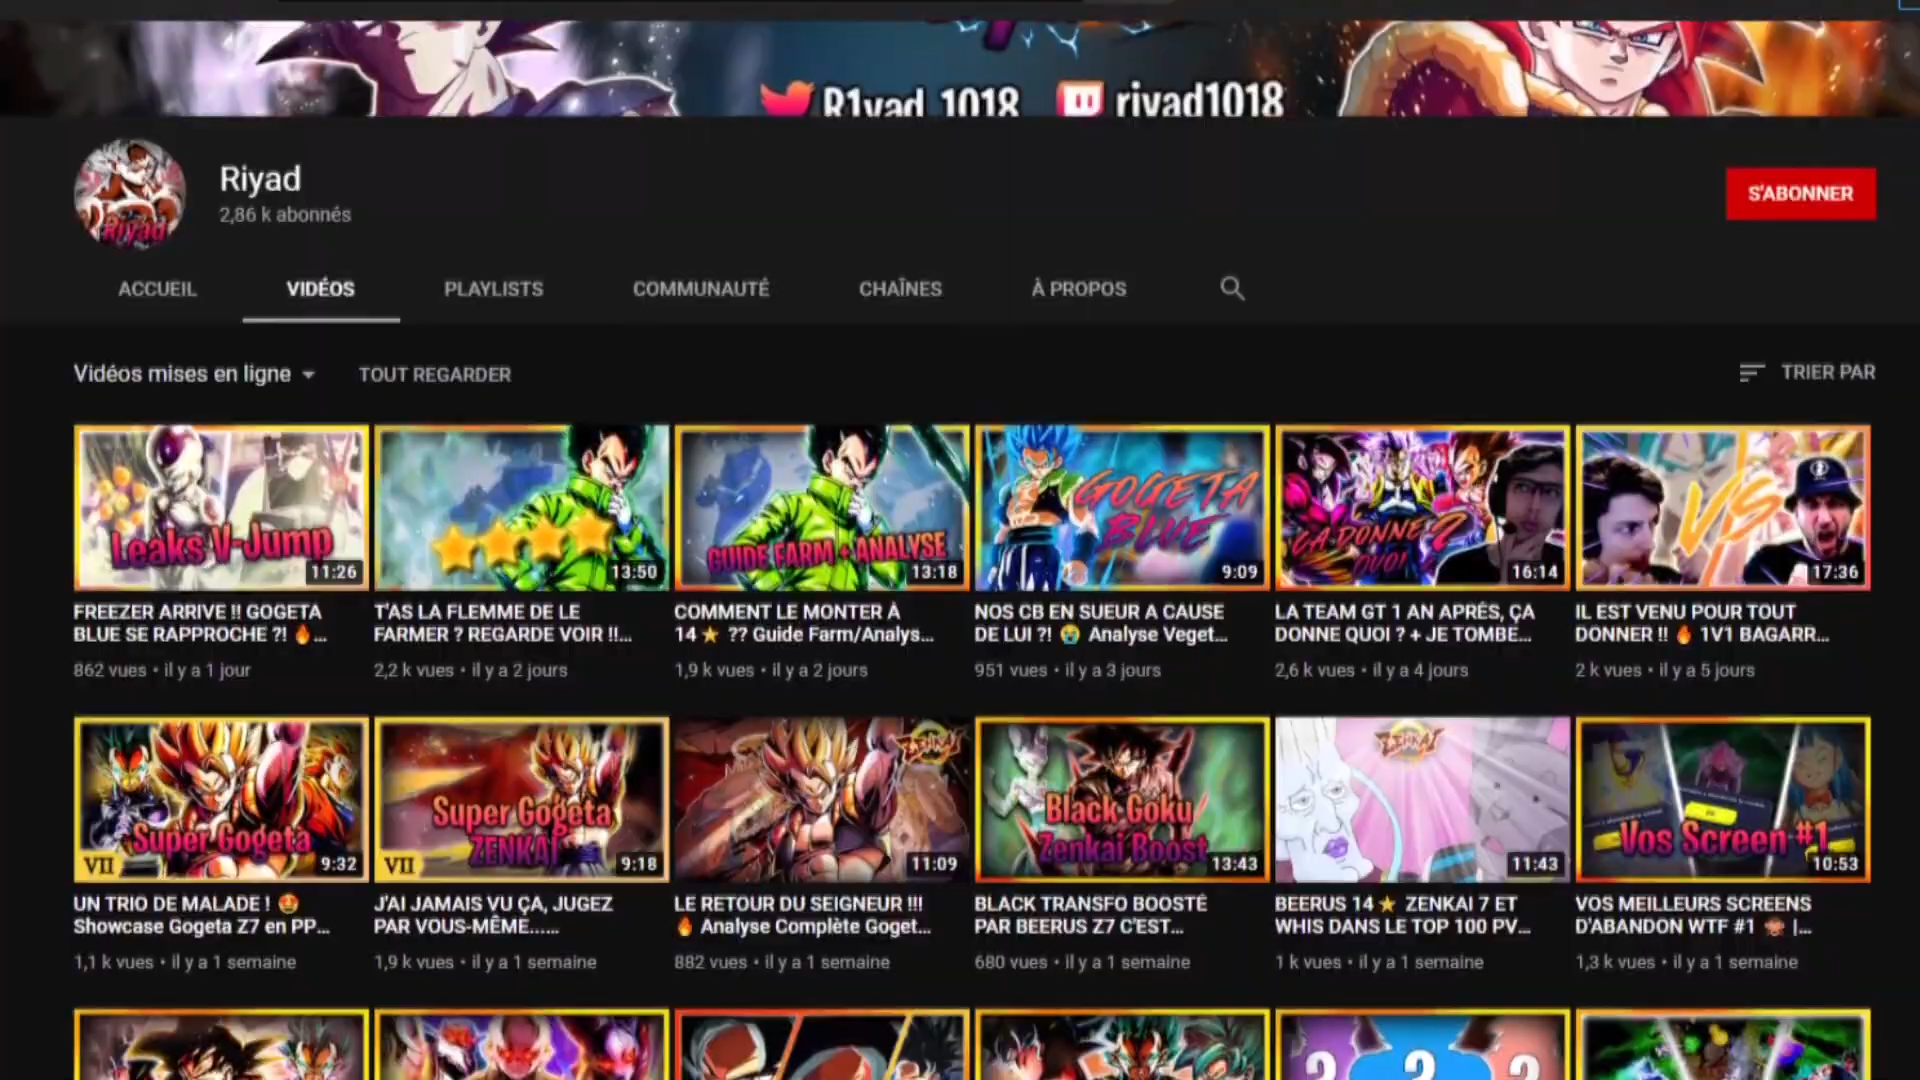 R1yad_1018 riyad1018
Riyad
2,86 k abonnés
S'ABONNER
ACCUEIL VIDÉOS PLAYLISTS COMMUNAUTÉ CHAÎNES À PROPOS
Vidéos mises en ligne TOUT REGARDER TRIER PAR
Leaks V-Jump
11:26
13:50
GUIDE FARM + ANALYSE
13:18
GOGETA
BLUE
9:09
ÇA DONNE
QUOI ?
16:14
VS
17:36
FREEZER ARRIVE !! GOGETA
BLUE SE RAPPROCHE ?! 🔥...
862 vues • il y a 1 jour
T'AS LA FLEMME DE LE
FARMER ? REGARDE VOIR !!...
2,2 k vues • il y a 2 jours
COMMENT LE MONTER À
14⭐ ?? Guide Farm/Analys...
1,9 k vues • il y a 2 jours
NOS CB EN SUEUR A CAUSE
DE LUI ?! 😭 Analyse Veget...
951 vues • il y a 3 jours
LA TEAM GT 1 AN APRÉS, ÇA
DONNE QUOI ? + JE TOMBE...
2,6 k vues • il y a 4 jours
IL EST VENU POUR TOUT
DONNER !! 🔥 1V1 BAGARR...
2 k vues • il y a 5 jours
Super Gogeta
VII
9:32
Super Gogeta
ZENKAI
VII
9:18
ZENKAI
11:09
Black Goku
Zenkai Boost
13:43
ZENKAI
11:43
Vos Screen #1
10:53
UN TRIO DE MALADE ! 🤩
Showcase Gogeta Z7 en PP...
1,1 k vues • il y a 1 semaine
J'AI JAMAIS VU ÇA, JUGEZ
PAR VOUS-MÊME......
1,9 k vues • il y a 1 semaine
LE RETOUR DU SEIGNEUR !!!
🔥 Analyse Complète Goget...
882 vues • il y a 1 semaine
BLACK TRANSFO BOOSTÉ
PAR BEERUS Z7 C'EST...
680 vues • il y a 1 semaine
BEERUS 14⭐ ZENKAI 7 ET
WHIS DANS LE TOP 100 PV...
1 k vues • il y a 1 semaine
VOS MEILLEURS SCREENS
D'ABANDON WTF #1 🙊 |...
1,3 k vues • il y a 1 semaine
? ? ?